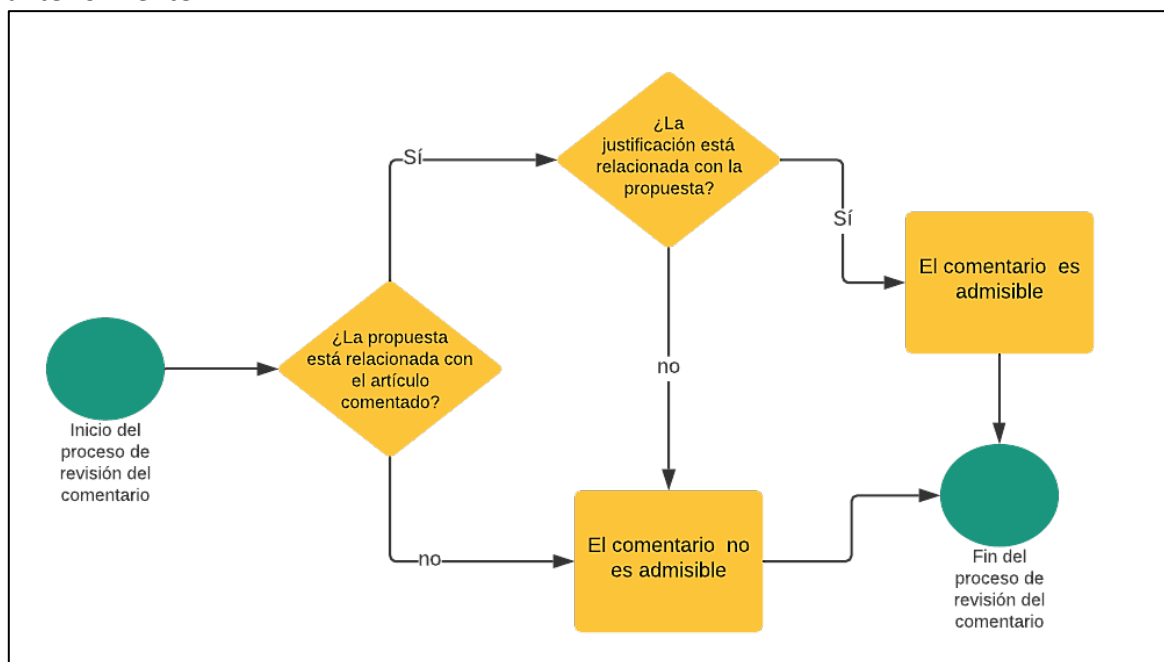 ¿La
justificación está
relacionada con la
propuesta?
Sí
Sí
El comentario es
admisible
¿La propuesta
está relacionada con
el artículo
comentado?
no
Inicio del
proceso de
revisión del
comentario
El comentario no
es admisible
no
Fin del
proceso de
revisión del
comentario